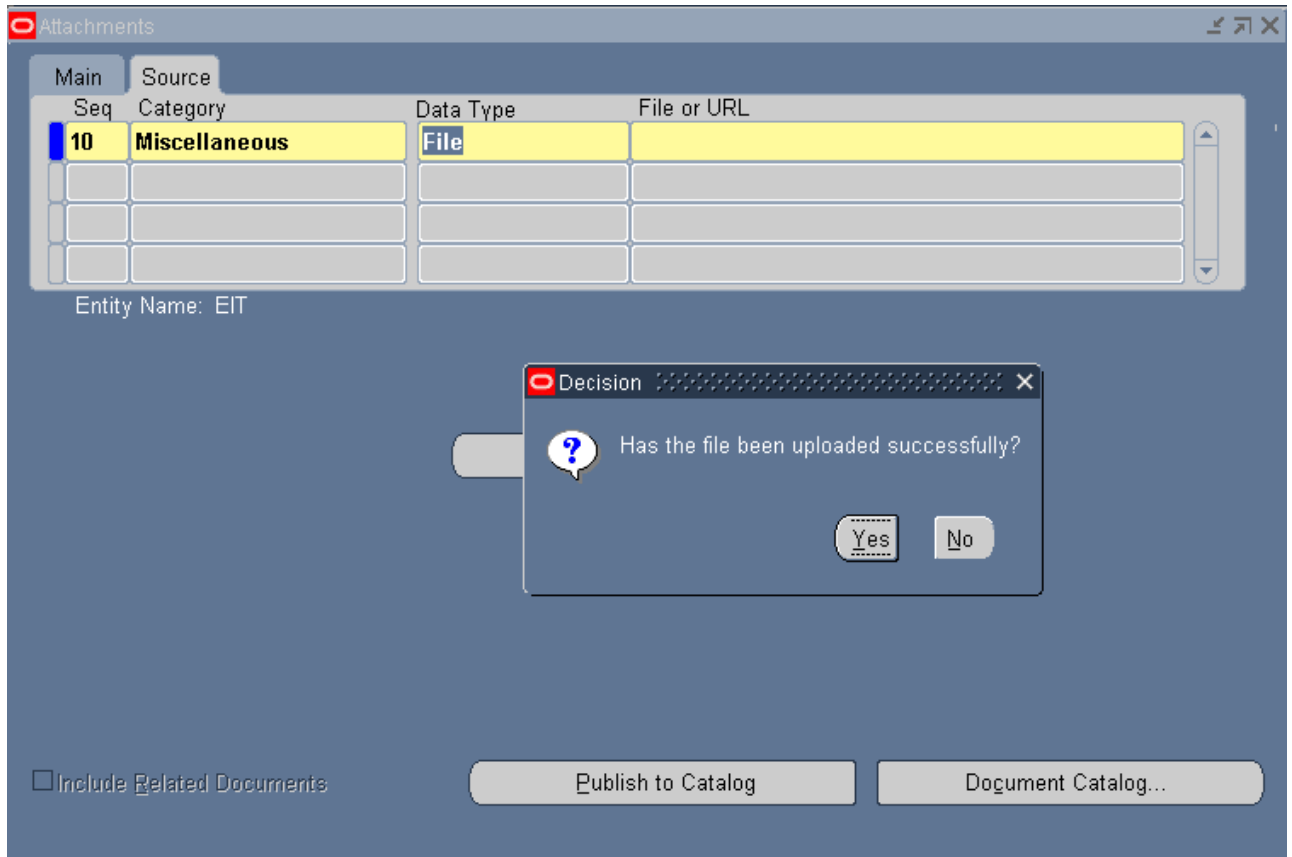 Attachments
Main Source
Seq Category Data Type File or URL
10 Miscellaneous File
Entity Name: EIT
Decision
Has the file been uploaded successfully?
Yes No
Include Related Documents Publish to Catalog Document Catalog...